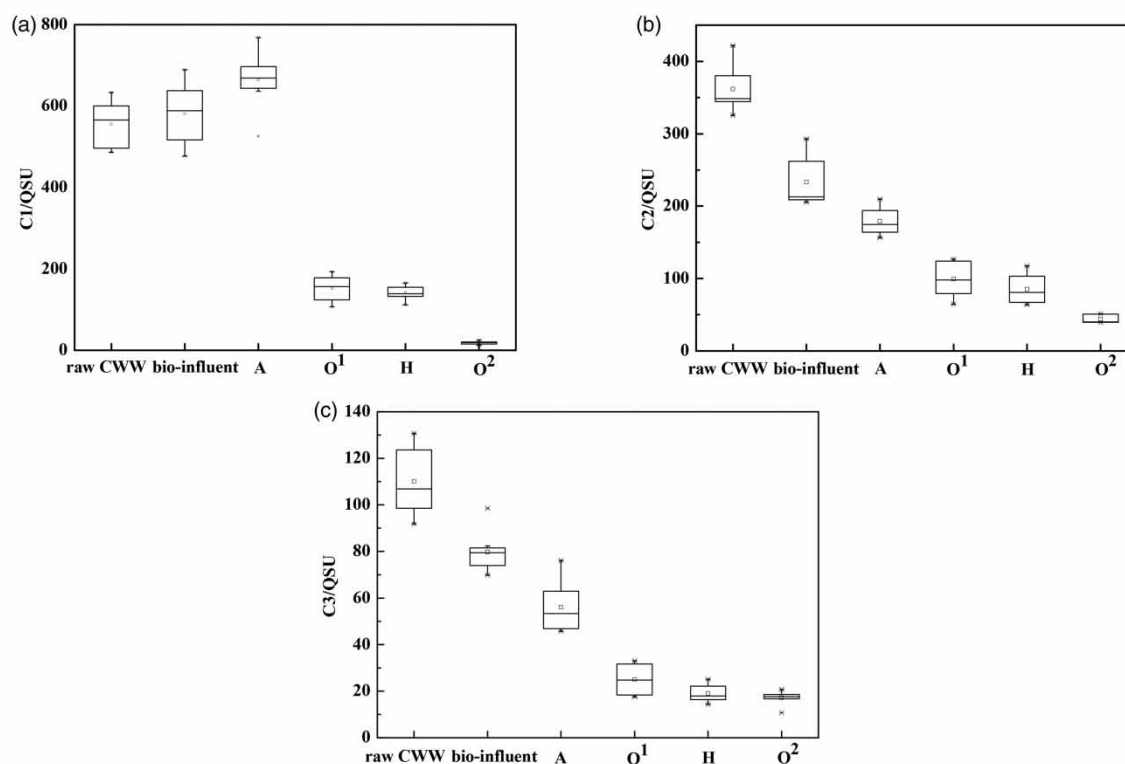 (a)
800
600
400
200
0
C1/QSU
raw CWW bio-influent A O¹ H O²
(b)
400
300
200
100
0
C2/QSU
raw CWW bio-influent A O¹ H O²
(c)
140
120
100
80
60
40
20
0
C3/QSU
raw CWW bio-influent A O¹ H O²